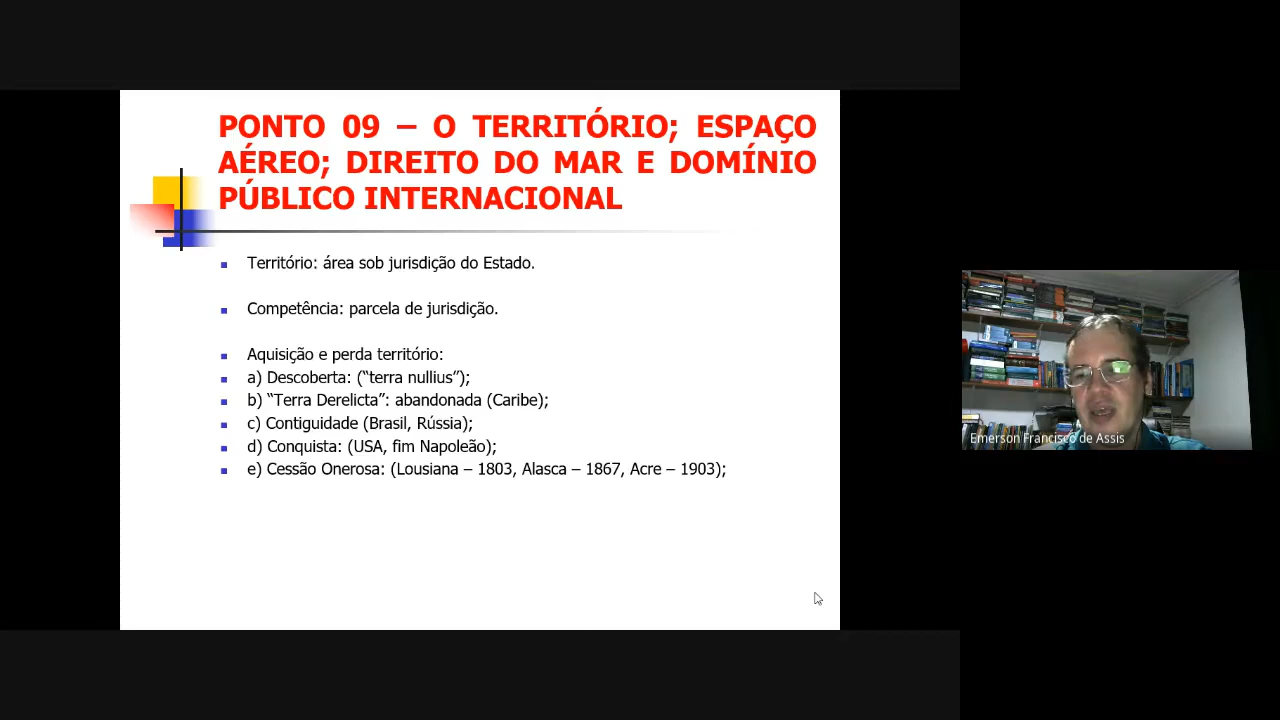 PONTO 09 – O TERRITÓRIO; ESPAÇO
AÉREO; DIREITO DO MAR E DOMÍNIO
PÚBLICO INTERNACIONAL
Território: área sob jurisdição do Estado.
Competência: parcela de jurisdição.
Aquisição e perda território:
a) Descoberta: (“terra nullius”);
b) “Terra Derelicta”: abandonada (Caribe);
c) Contiguidade (Brasil, Rússia);
d) Conquista: (USA, fim Napoleão);
e) Cessão Onerosa: (Lousiana – 1803, Alasca – 1867, Acre – 1903);
Emerson Francisco de Assis